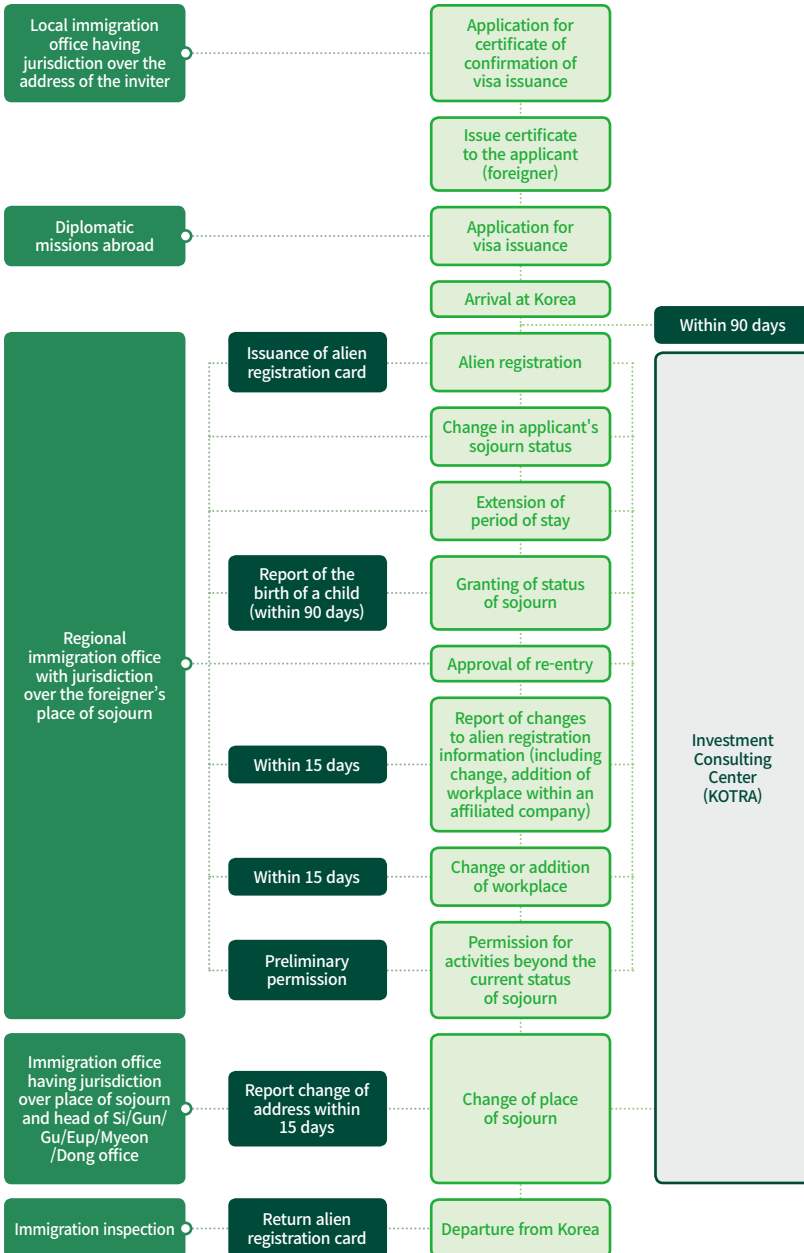 Local immigration
office having
jurisdiction over the
address of the inviter
Application for
certificate of
confirmation of
visa issuance
Issue certificate
to the applicant
(foreigner)
Diplomatic
missions abroad
Application for
visa issuance
Arrival at Korea
Within 90 days
Regional
immigration office
with jurisdiction
over the foreigner's
place of sojourn
Issuance of alien
registration card
Alien registration
Change in applicant's
sojourn status
Extension of
period of stay
Report of the
birth of a child
(within 90 days)
Granting of status
of sojourn
Approval of re-entry
Within 15 days
Report of changes
to alien registration
information (including
change, addition of
workplace within an
affiliated company)
Within 15 days
Change or addition
of workplace
Preliminary
permission
Permission for
activities beyond the
current status
of sojourn
Investment
Consulting
Center
(KOTRA)
Immigration office
having jurisdiction
over place of sojourn
and head of Si/Gun/
Gu/Eup/Myeon
/Dong office
Report change of
address within
15 days
Change of place
of sojourn
Immigration inspection
Return alien
registration card
Departure from Korea